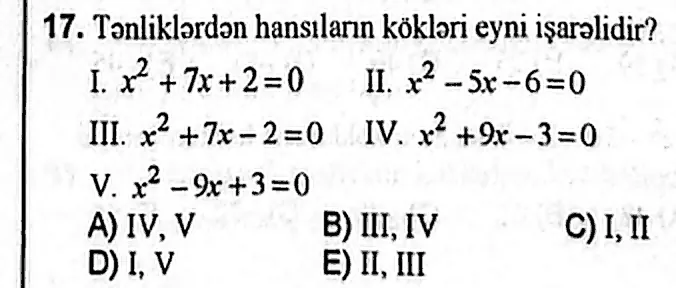 17. Tənliklərdən hansıların kökləri eyni işarəlidir?
I. x² + 7x + 2 = 0 II. x² − 5x − 6 = 0
III. x² + 7x − 2 = 0 IV. x² + 9x − 3 = 0
V. x² − 9x + 3 = 0
A) IV, V B) III, IV C) I, II
D) I, V E) II, III